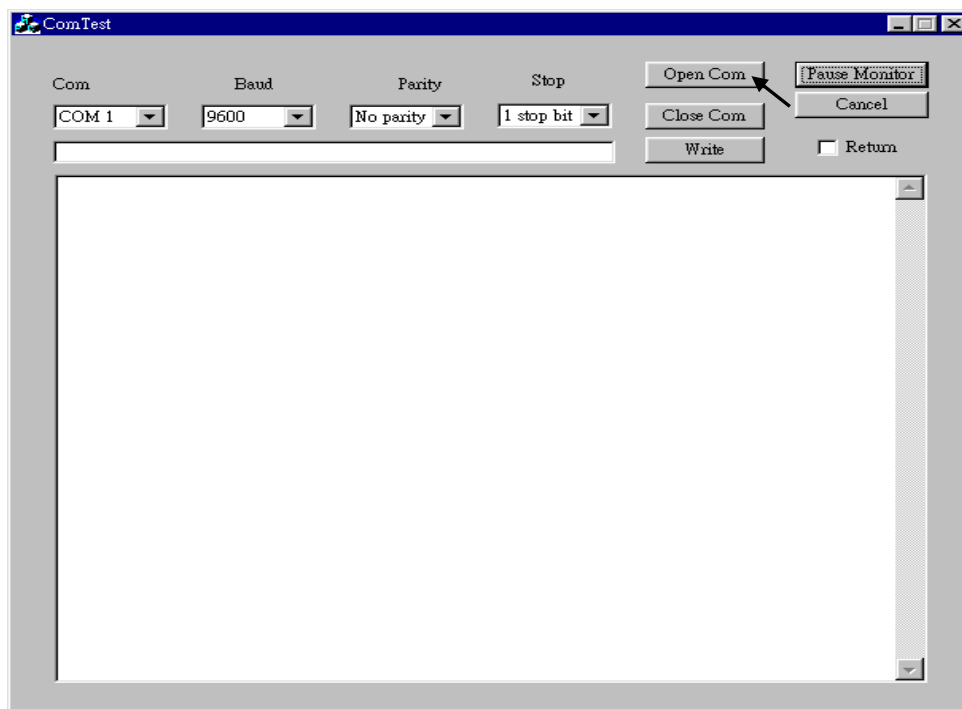 ComTest
Com Baud Parity Stop
Open Com
Pause Monitor
COM 1 9600 No parity 1 stop bit
Close Com
Cancel
Write
Return